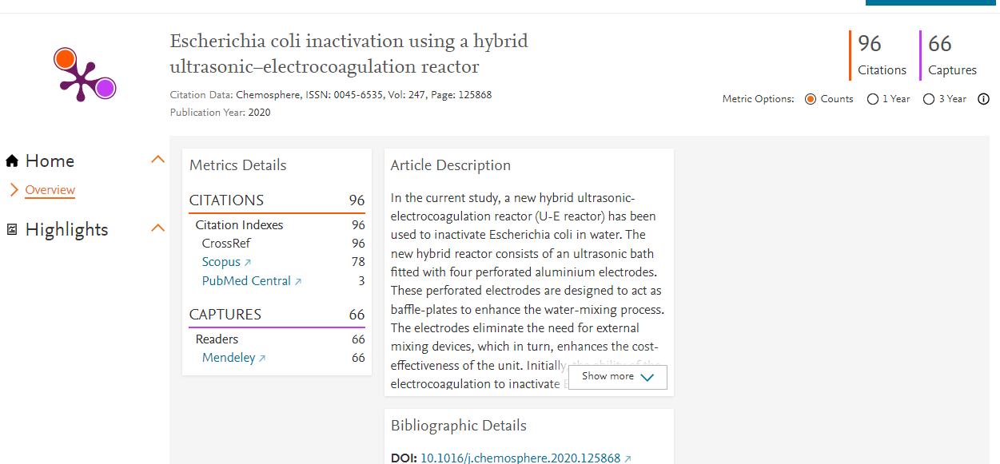 Escherichia coli inactivation using a hybrid
ultrasonic–electrocoagulation reactor
Citation Data: Chemosphere, ISSN: 0045-6535, Vol: 247, Page: 125868
Publication Year: 2020
96
Citations
66
Captures
Metric Options: Counts 1 Year 3 Year
Home
Overview
Highlights
Metrics Details
CITATIONS 96
Citation Indexes 96
CrossRef 96
Scopus 78
PubMed Central 3
CAPTURES 66
Readers 66
Mendeley 66
Article Description
In the current study, a new hybrid ultrasonic-
electrocoagulation reactor (U-E reactor) has been
used to inactivate Escherichia coli in water. The
new hybrid reactor consists of an ultrasonic bath
fitted with four perforated aluminium electrodes.
These perforated electrodes are designed to act as
baffle-plates to enhance the water-mixing process.
The electrodes eliminate the need for external
mixing devices, which in turn, enhances the cost-
effectiveness of the unit. Initially, the ability of the
electrocoagulation to inactivate E
Show more
Bibliographic Details
DOI: 10.1016/j.chemosphere.2020.125868